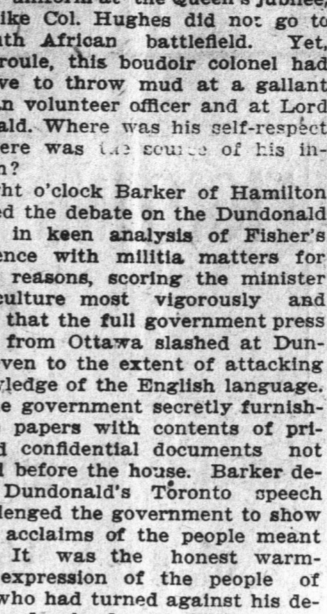 uniform at the Queen's jubilee,
ike Col. Hughes did not go to
uth African battlefield. Yet,
roule, this boudoir colonel had
ve to throw mud at a gallant
n volunteer officer and at Lord
ald. Where was his self-respect
ere was the source of his in-
n?
ht o'clock Barker of Hamilton
ed the debate on the Dundonald
in keen analysis of Fisher's
ence with militia matters for
reasons, scoring the minister
culture most vigorously and
that the full government press
from Ottawa slashed at Dun-
ven to the extent of attacking
vledge of the English language.
e government secretly furnish-
papers with contents of pri-
d confidential documents not
l before the house. Barker de-
Dundonald's Toronto speech
lenged the government to show
acclaims of the people meant
It was the honest warm-
expression of the people of
who had turned against his de-